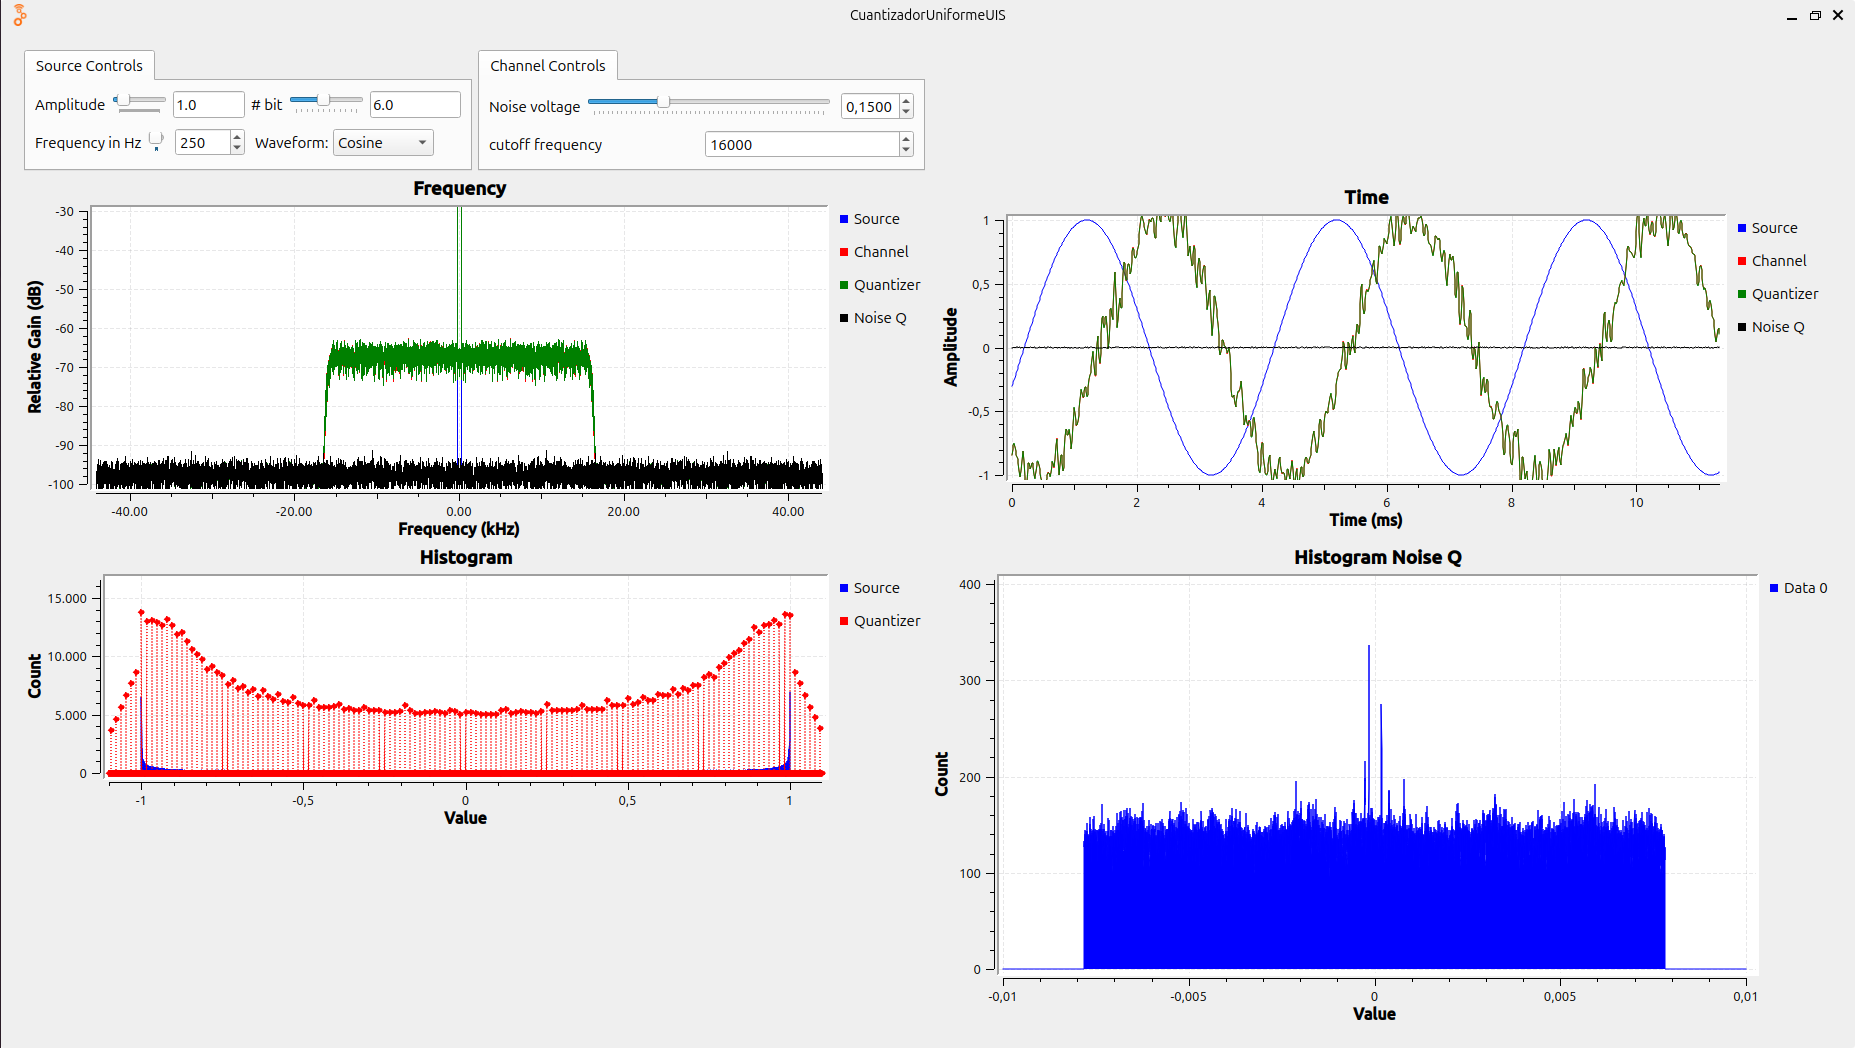 CuantizadorUniformeUIS
Source Controls
Amplitude 1.0 # bit 6.0
Frequency in Hz 250 Waveform: Cosine
Channel Controls
Noise voltage 0,1500
cutoff frequency 16000
Frequency
Relative Gain (dB)
-30
-40
-50
-60
-70
-80
-90
-100
-40.00 -20.00 0.00 20.00 40.00
Frequency (kHz)
Source
Channel
Quantizer
Noise Q
Time
Amplitude
1
0,5
0
-0,5
-1
0 2 4 6 8 10
Time (ms)
Source
Channel
Quantizer
Noise Q
Histogram
Count
15.000
10.000
5.000
0
-1 -0,5 0 0,5 1
Value
Source
Quantizer
Histogram Noise Q
Count
400
300
200
100
0
-0,01 -0,005 0 0,005 0,01
Value
Data 0